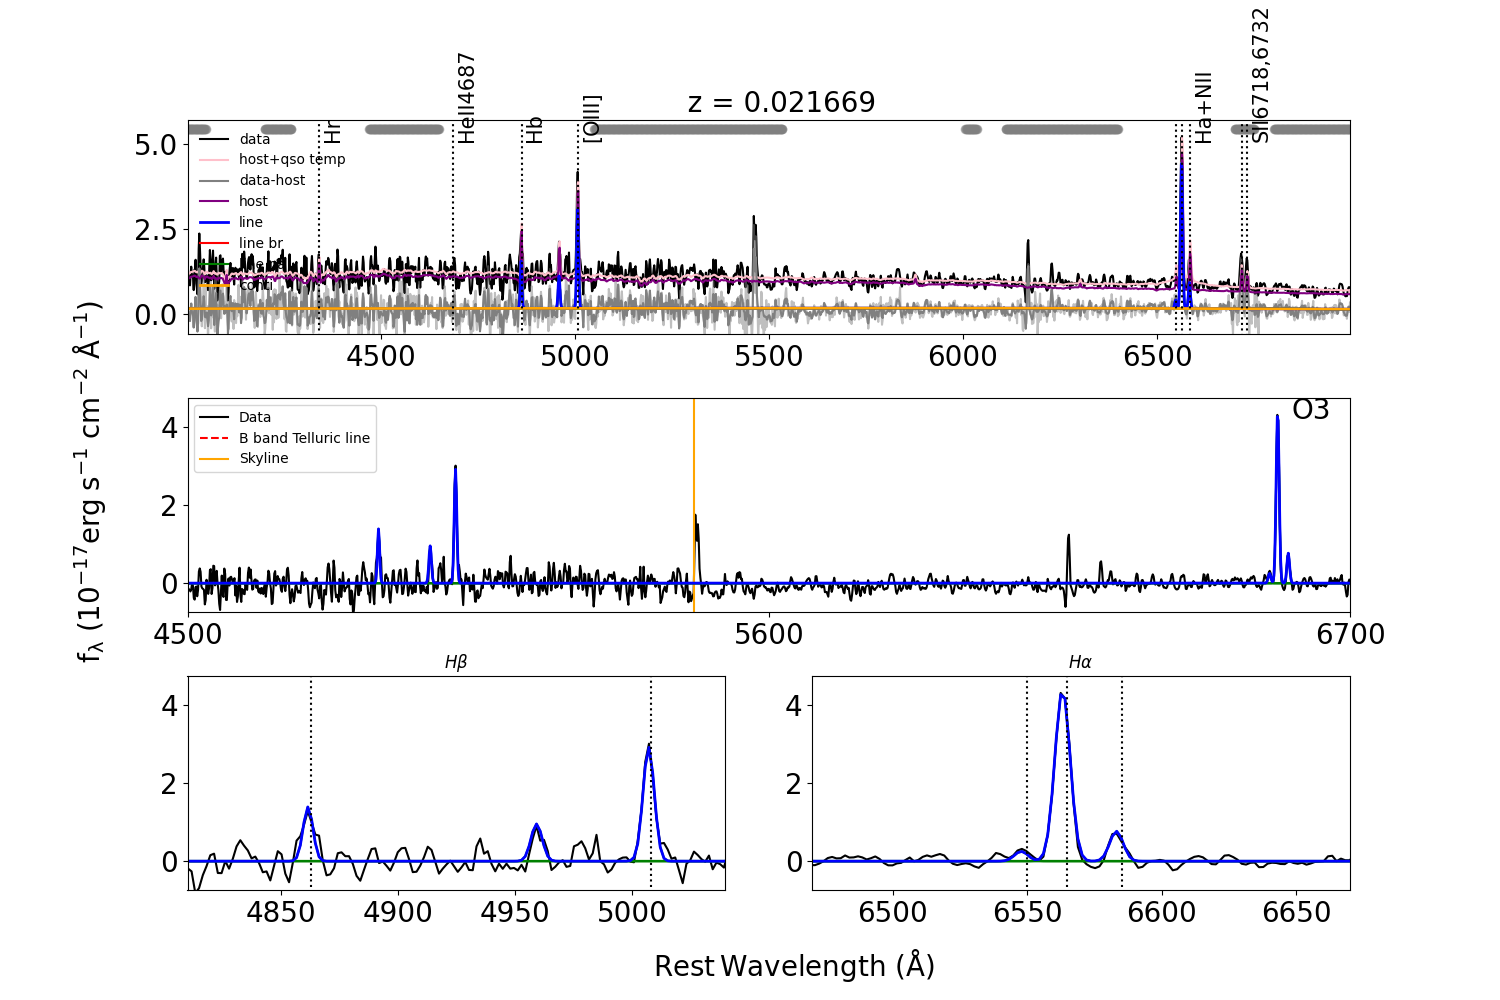 z = 0.021669
Hr
HeII4687
Hb
[OIII]
Ha+NII
SII6718,6732
data
host+qso temp
data-host
host
line
line br
conti
5.0
2.5
0.0
4500
5000
5500
6000
6500
O3
Data
B band Telluric line
Skyline
4
2
0
4500
5600
6700
fλ (10⁻¹⁷erg s⁻¹ cm⁻² Å⁻¹)
Hβ
4
2
0
4850
4900
4950
5000
Hα
4
2
0
6500
6550
6600
6650
Rest Wavelength (Å)